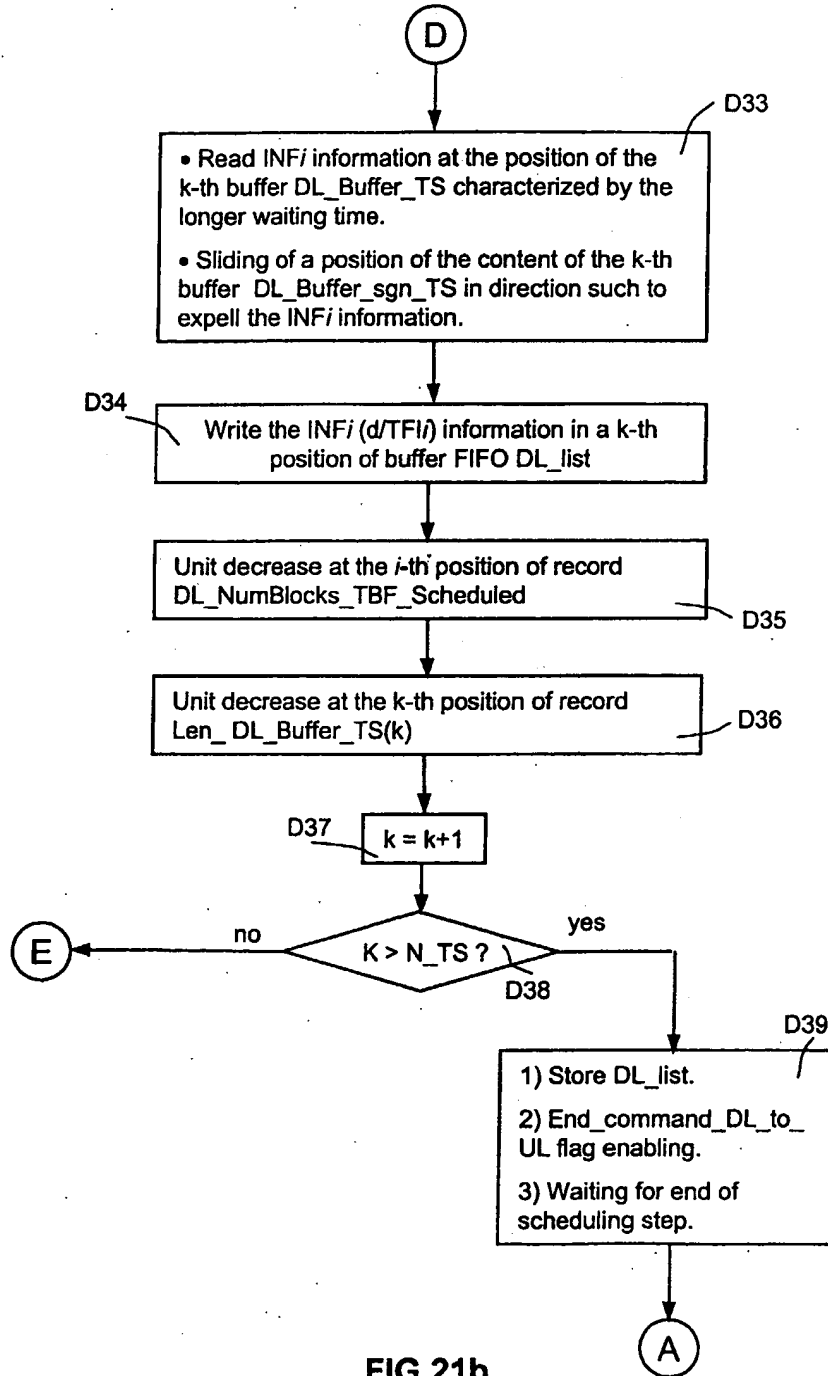 D
D33
• Read INFi information at the position of the
k-th buffer DL_Buffer_TS characterized by the
longer waiting time.
• Sliding of a position of the content of the k-th
buffer DL_Buffer_sgn_TS in direction such to
expell the INFi information.
D34
Write the INFi (d/TFIi) information in a k-th
position of buffer FIFO DL_list
Unit decrease at the i-th position of record
DL_NumBlocks_TBF_Scheduled
D35
Unit decrease at the k-th position of record
Len_ DL_Buffer_TS(k)
D36
D37
k = k+1
E
no
K > N_TS ?
yes
D38
D39
1) Store DL_list.
2) End_command_DL_to_
UL flag enabling.
3) Waiting for end of
scheduling step.
A
FIG.21b